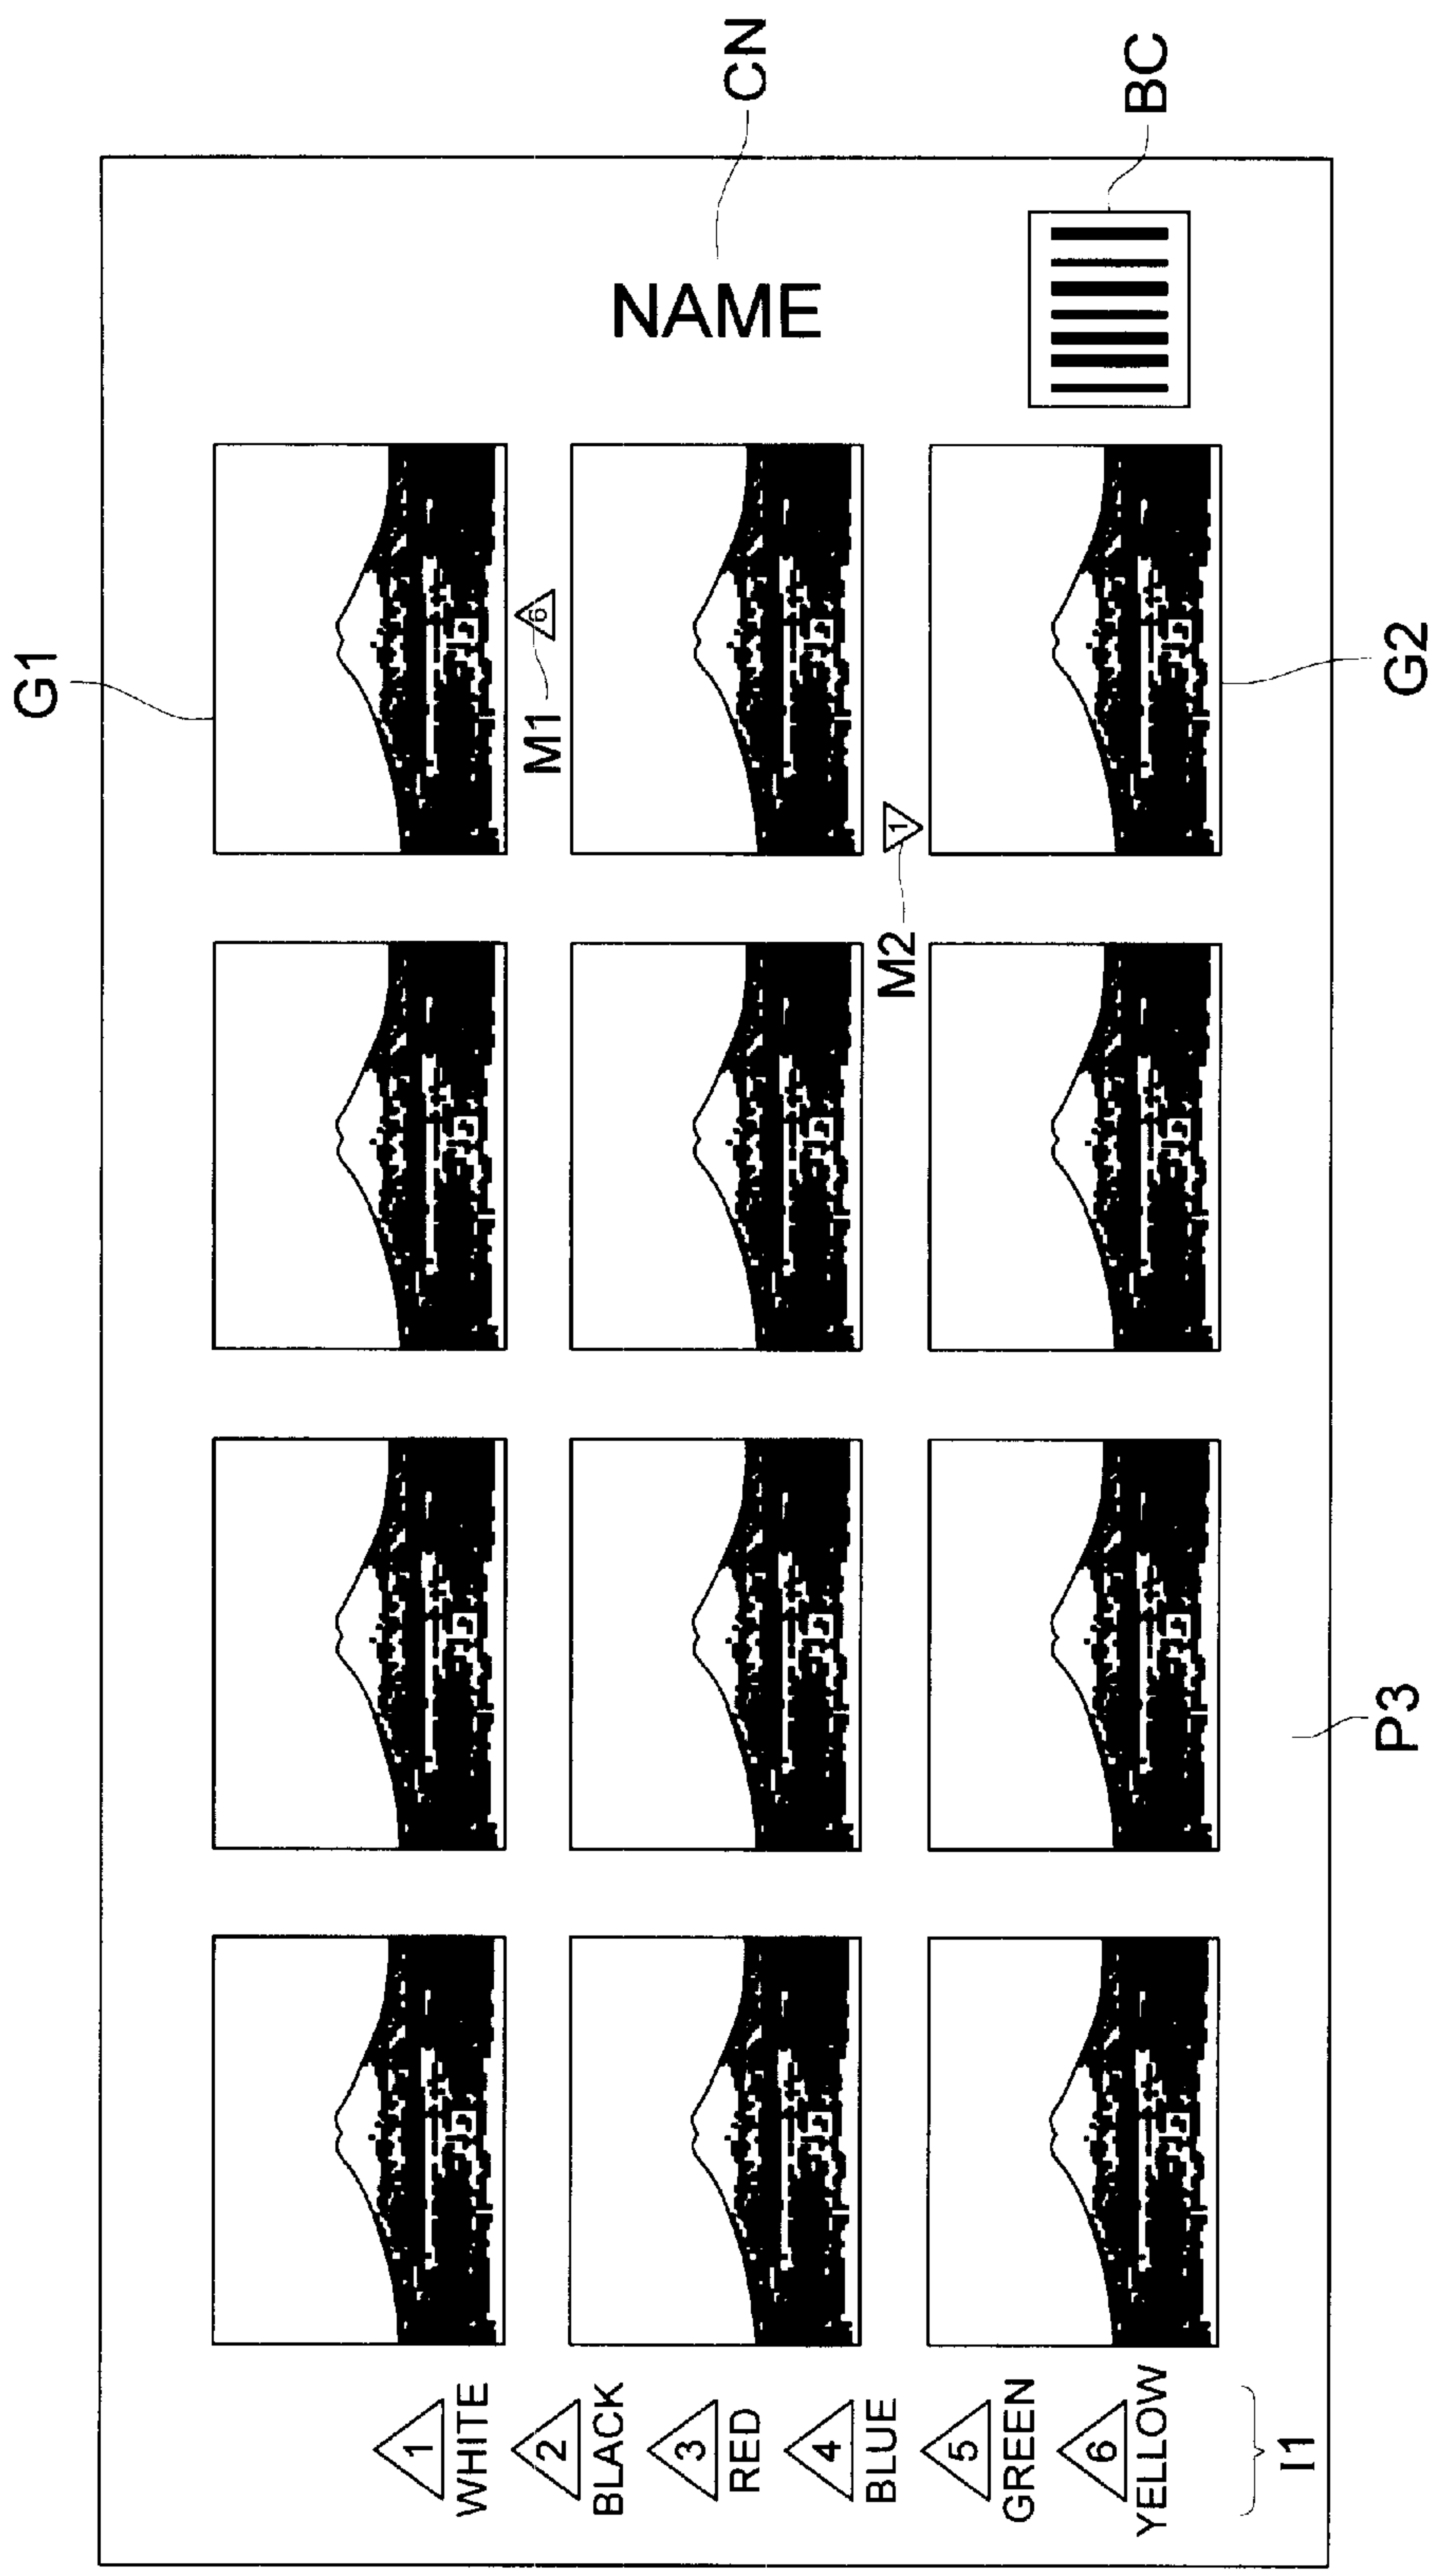 CN
BC
NAME
G1
6
M1
1
M2
G2
P3
1
WHITE
2
BLACK
3
RED
4
BLUE
5
GREEN
6
YELLOW
I1